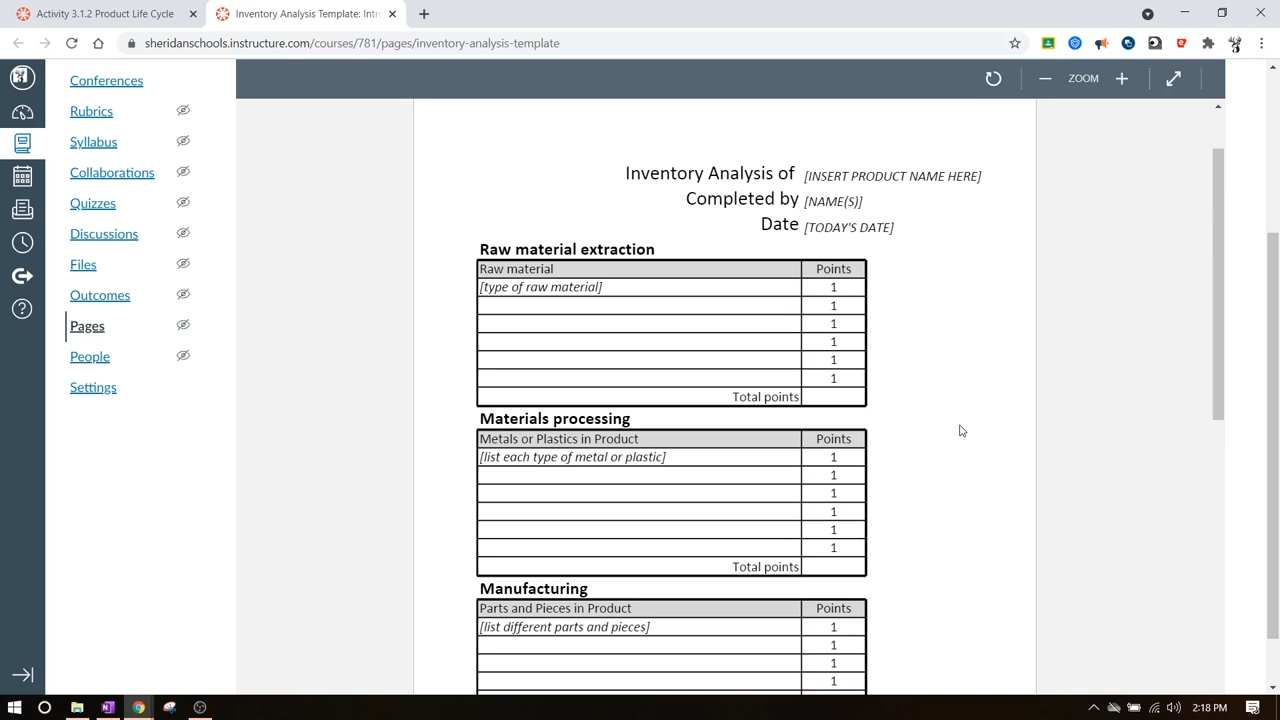 Activity 3.1.2 Product Life Cycle
Inventory Analysis Template: Intr
sheridanschools.instructure.com/courses/781/pages/inventory-analysis-template
Conferences
Rubrics
Syllabus
Collaborations
Quizzes
Discussions
Files
Outcomes
Pages
People
Settings
ZOOM
Inventory Analysis of [INSERT PRODUCT NAME HERE]
Completed by [NAME(S)]
Date [TODAY'S DATE]
Raw material extraction
Raw material Points
[type of raw material] 1
1
1
1
1
1
Total points
Materials processing
Metals or Plastics in Product Points
[list each type of metal or plastic] 1
1
1
1
1
1
Total points
Manufacturing
Parts and Pieces in Product Points
[list different parts and pieces] 1
1
1
1
2:18 PM